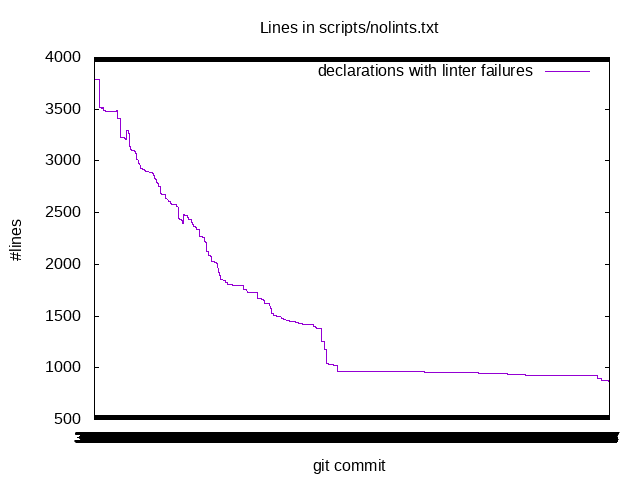 Lines in scripts/nolints.txt
4000
declarations with linter failures
3500
3000
2500
#lines
2000
1500
1000
500
git commit